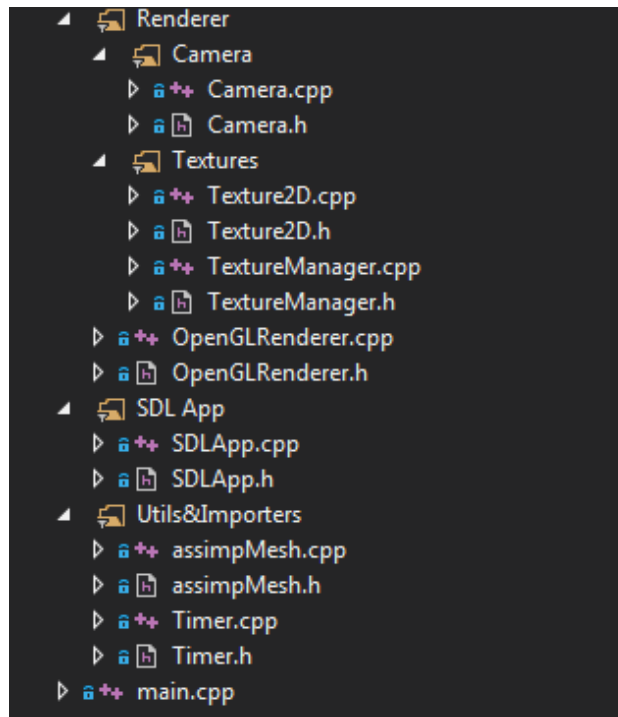 Renderer
Camera
Camera.cpp
Camera.h
Textures
Texture2D.cpp
Texture2D.h
TextureManager.cpp
TextureManager.h
OpenGLRenderer.cpp
OpenGLRenderer.h
SDL App
SDLApp.cpp
SDLApp.h
Utils&Importers
assimpMesh.cpp
assimpMesh.h
Timer.cpp
Timer.h
main.cpp